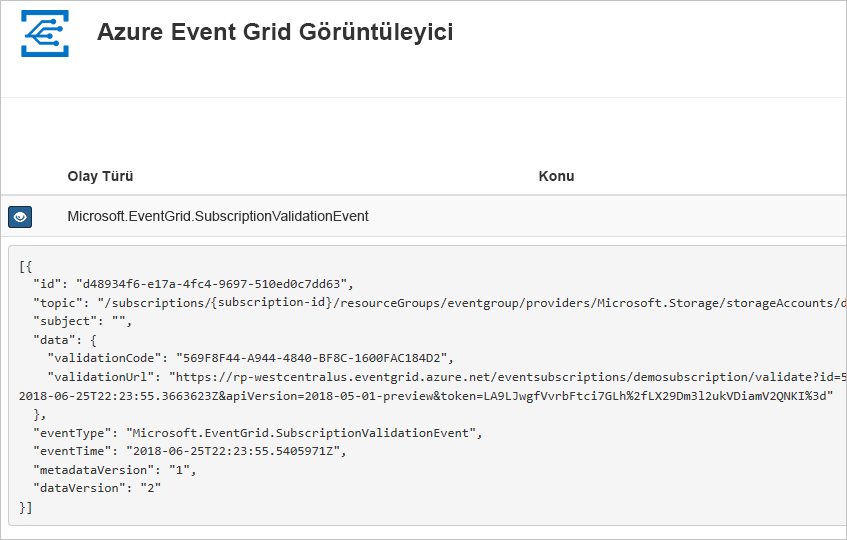 Azure Event Grid Görüntüleyici
Olay Türü Konu
Microsoft.EventGrid.SubscriptionValidationEvent
[{
"id": "d48934f6-e17a-4fc4-9697-510ed0c7dd63",
"topic": "/subscriptions/{subscription-id}/resourceGroups/eventgroup/providers/Microsoft.Storage/storageAccounts/d
"subject": "",
"data": {
"validationCode": "569F8F44-A944-4840-BF8C-1600FAC184D2",
"validationUrl": "https://rp-westcentralus.eventgrid.azure.net/eventsubscriptions/demosubscription/validate?id=5
2018-06-25T22:23:55.3663623Z&apiVersion=2018-05-01-preview&token=LA9LJwgfVvrbFtci7GLh%2fLX29Dm3l2ukVDiamV2QNKI%3d"
},
"eventType": "Microsoft.EventGrid.SubscriptionValidationEvent",
"eventTime": "2018-06-25T22:23:55.5405971Z",
"metadataVersion": "1",
"dataVersion": "2"
}]